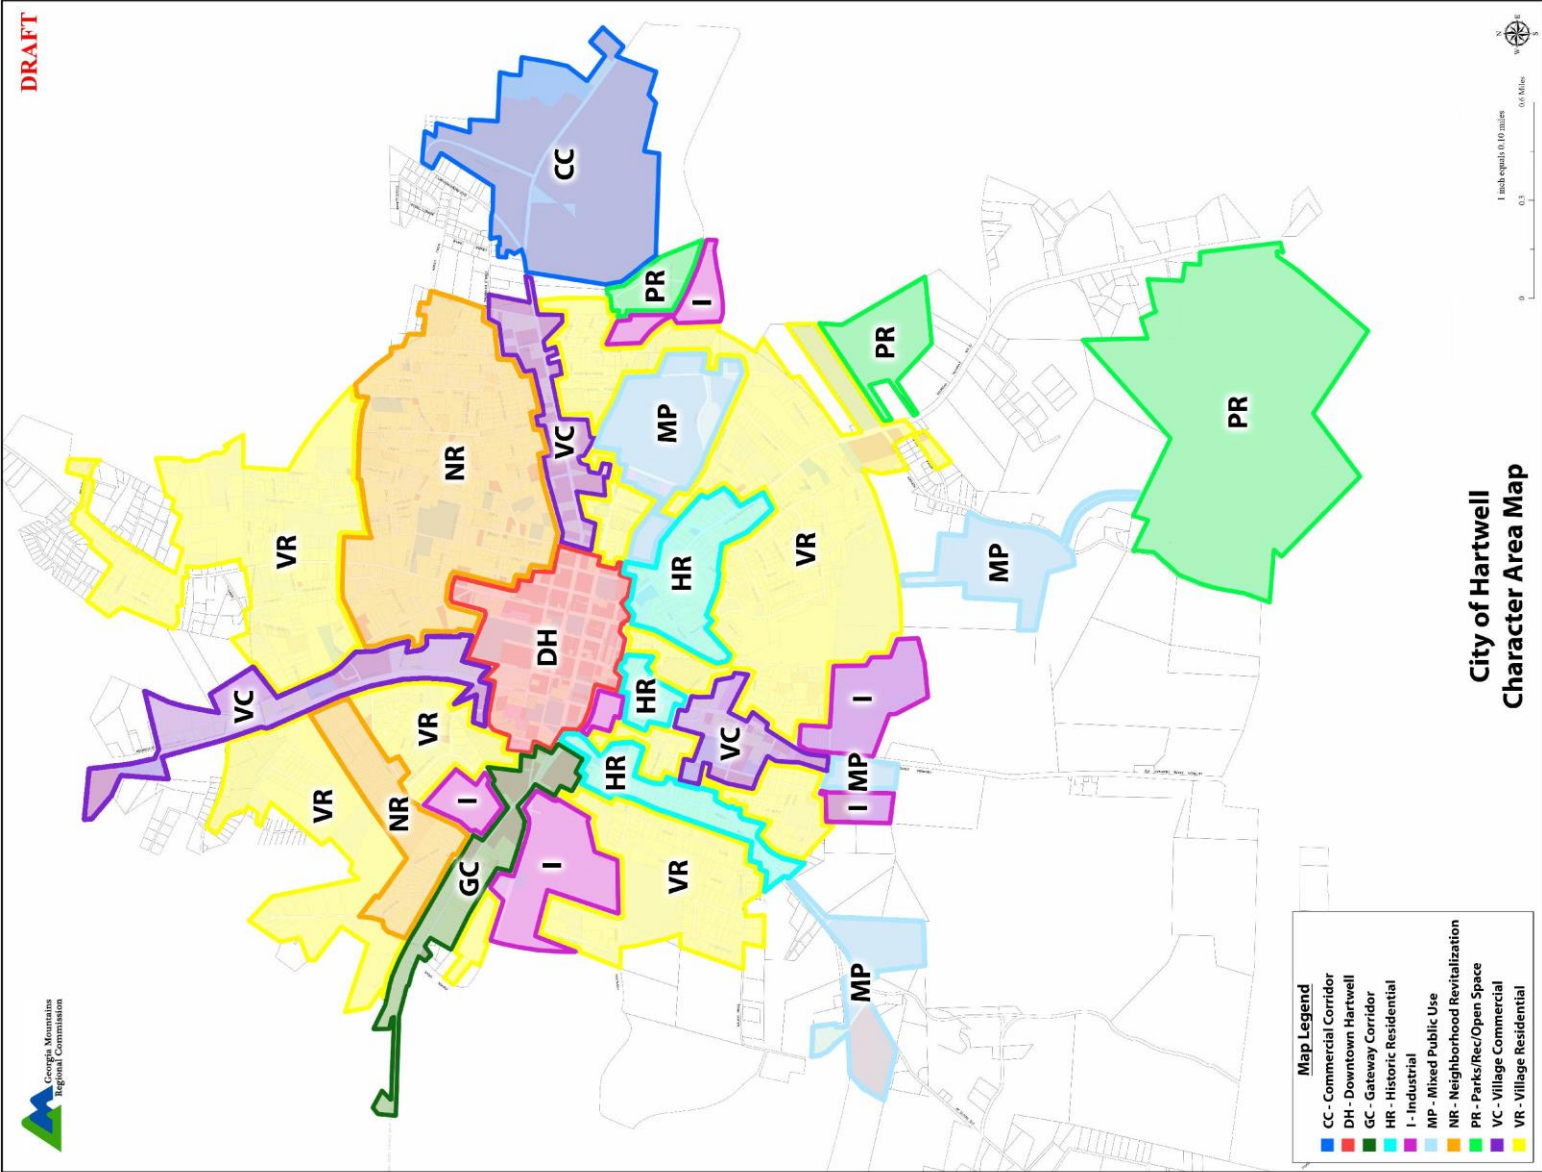 DRAFT
Georgia Mountains
Regional Commission
N
E
S
W
1 inch equals 0.10 miles
0
0.3
0.6 Miles
CC
PR
I
NR
VC
MP
PR
PR
VR
HR
VR
MP
DH
HR
VC
I
VC
VR
HR
MP
I
VR
NR
I
GC
I
VR
MP
City of Hartwell
Character Area Map
Map Legend
CC - Commercial Corridor
DH - Downtown Hartwell
GC - Gateway Corridor
HR - Historic Residential
I - Industrial
MP - Mixed Public Use
NR - Neighborhood Revitalization
PR - Parks/Rec/Open Space
VC - Village Commercial
VR - Village Residential